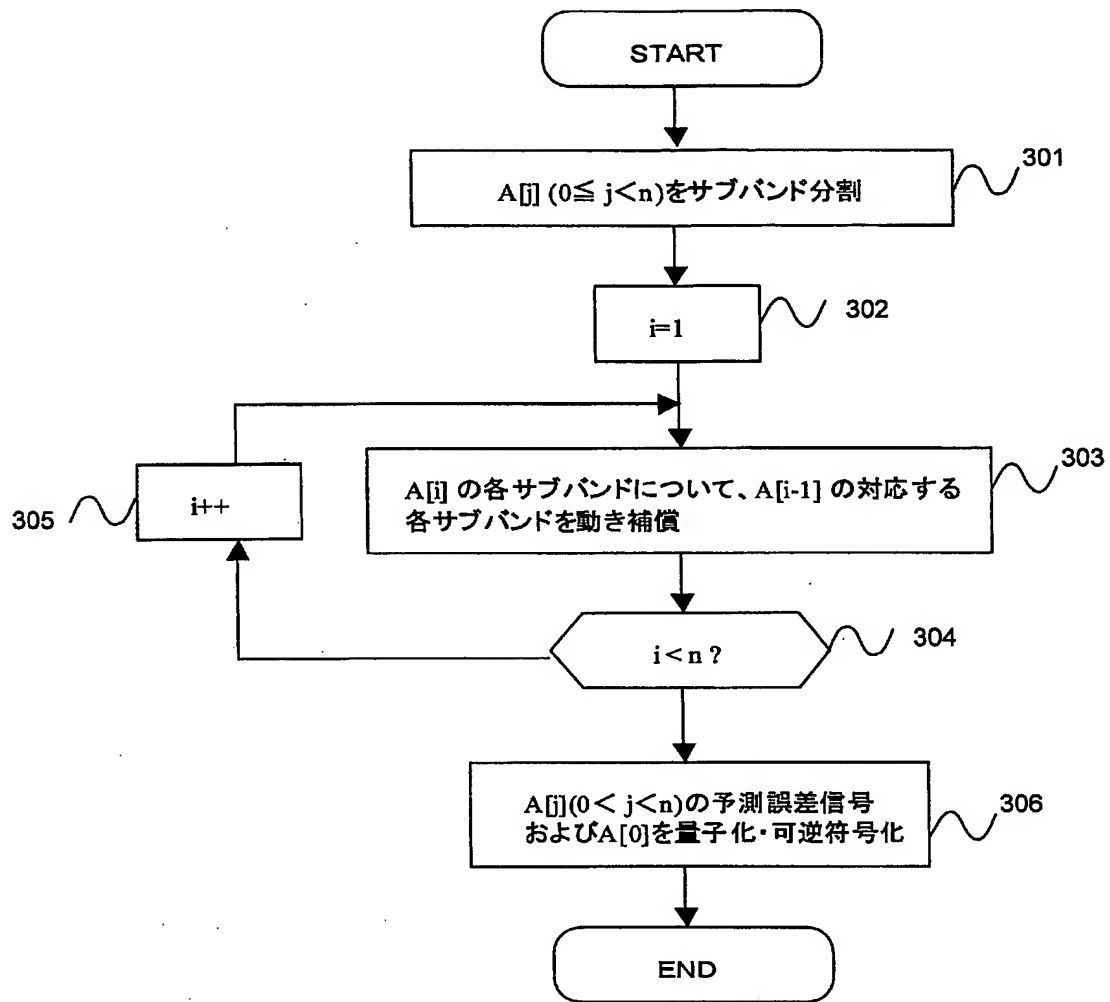 START
A[j] (0≦ j<n)をサブバンド分割
301
i=1
302
A[i] の各サブバンドについて、A[i-1] の対応する
各サブバンドを動き補償
303
i++
305
i < n ?
304
A[j](0< j<n)の予測誤差信号
およびA[0]を量子化・可逆符号化
306
END